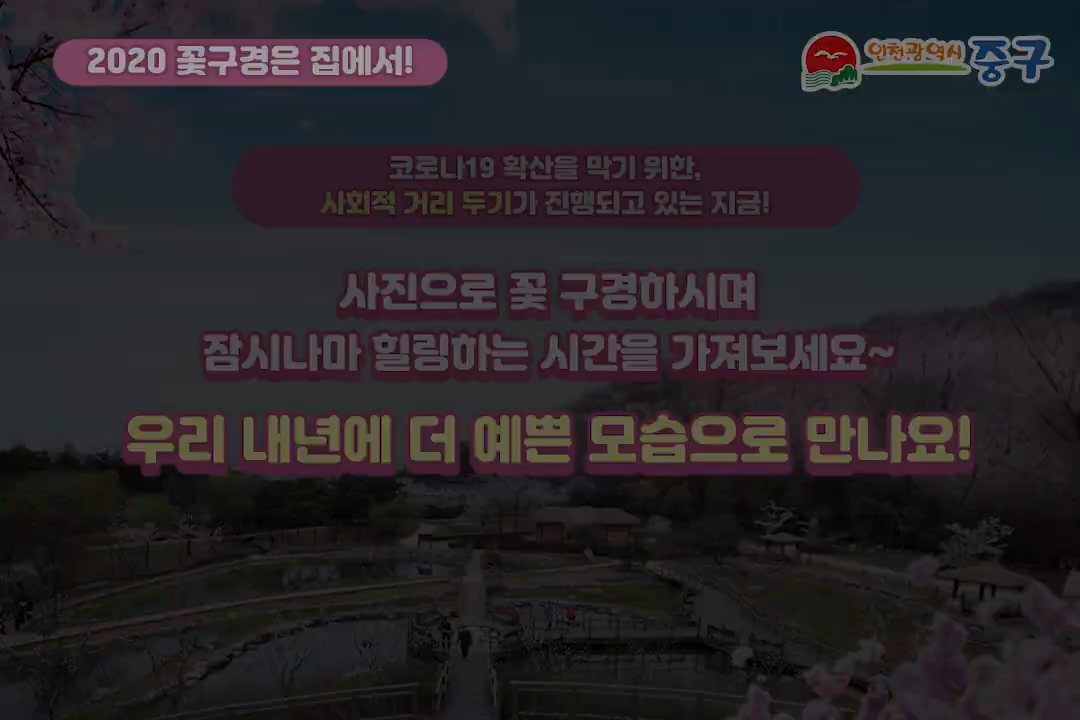 2020 꽃구경은 집에서!
인천광역시 중구
코로나19 확산을 막기 위한,
사회적 거리 두기가 진행되고 있는 지금!
사진으로 꽃 구경하시며
잠시나마 힐링하는 시간을 가져보세요~
우리 내년에 더 예쁜 모습으로 만나요!